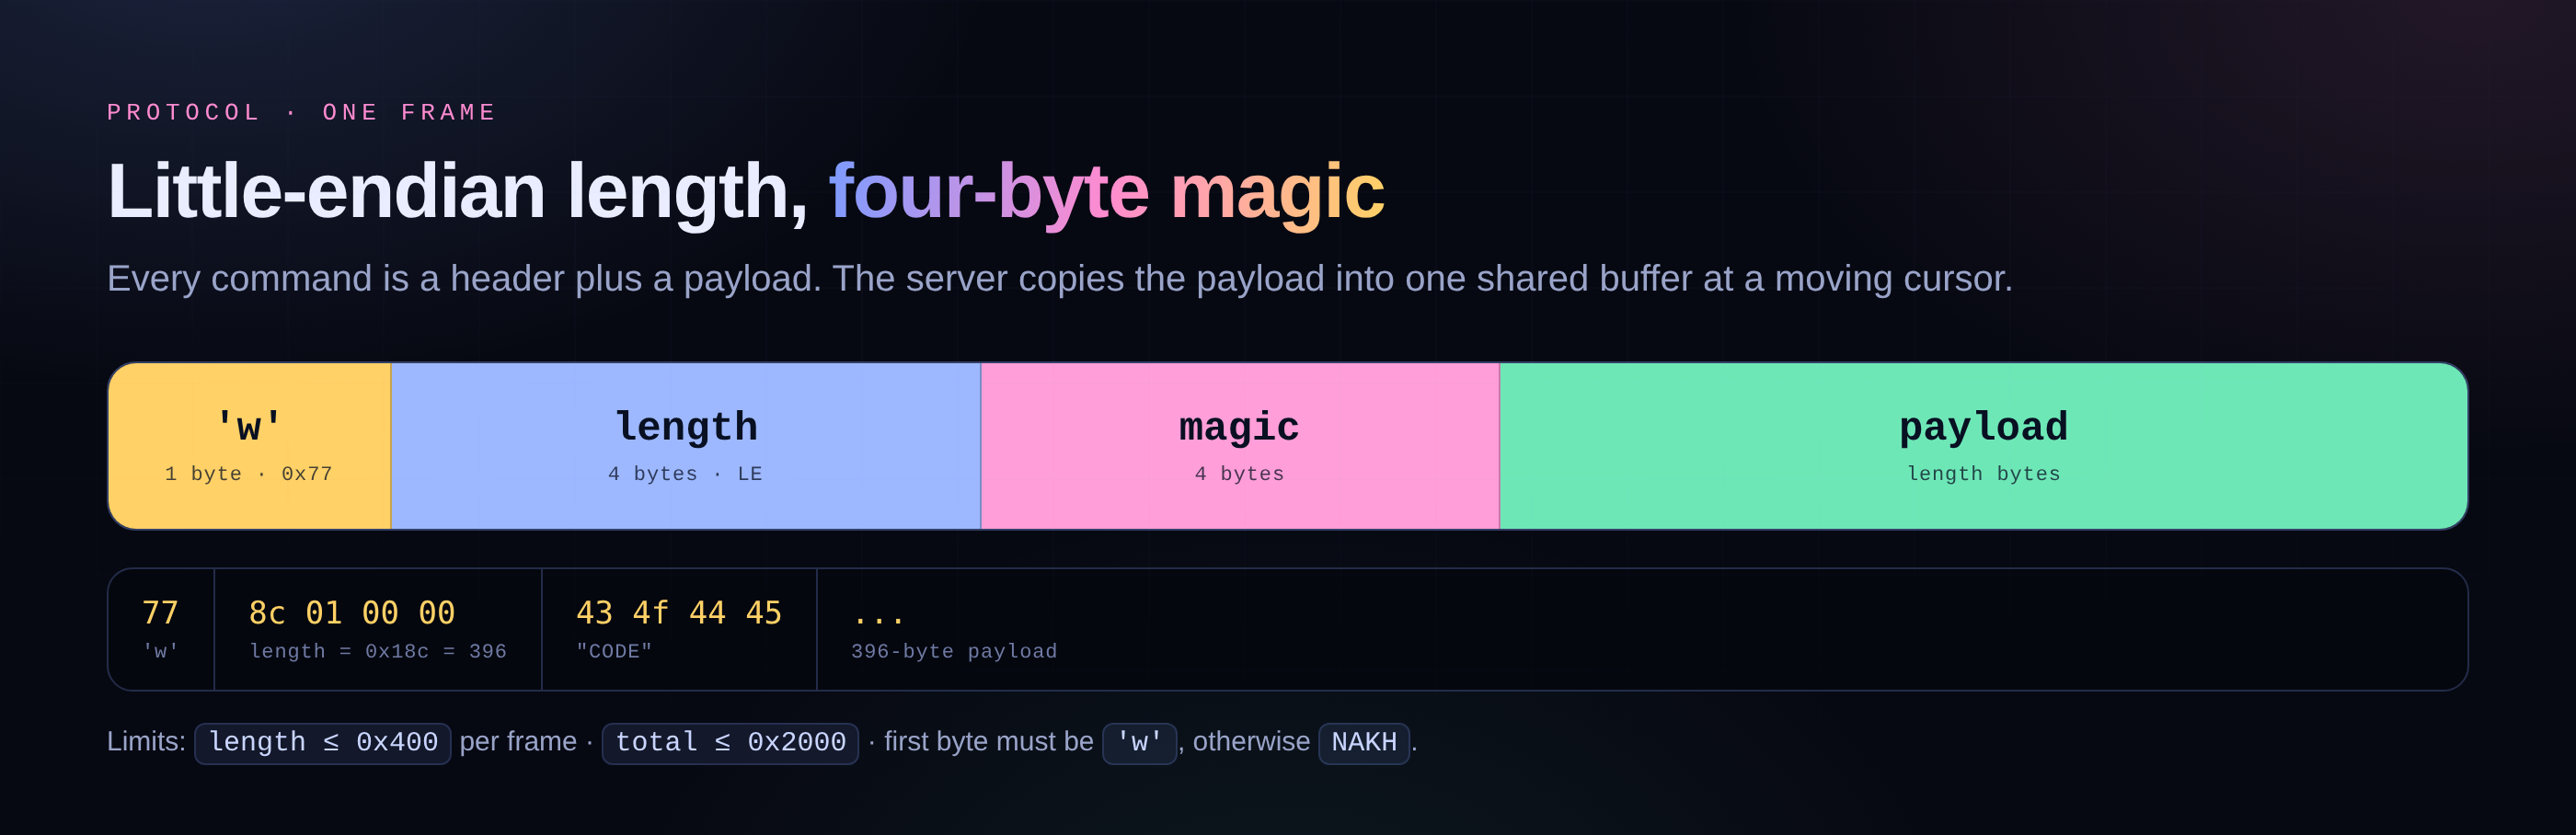 PROTOCOL · ONE FRAME
Little-endian length, four-byte magic
Every command is a header plus a payload. The server copies the payload into one shared buffer at a moving cursor.
'w' length magic payload
1 byte · 0x77 4 bytes · LE 4 bytes length bytes
77 8c 01 00 00 43 4f 44 45 ...
'w' length = 0x18c = 396 "CODE" 396-byte payload
Limits: length ≤ 0x400 per frame · total ≤ 0x2000 · first byte must be 'w', otherwise NAKH.